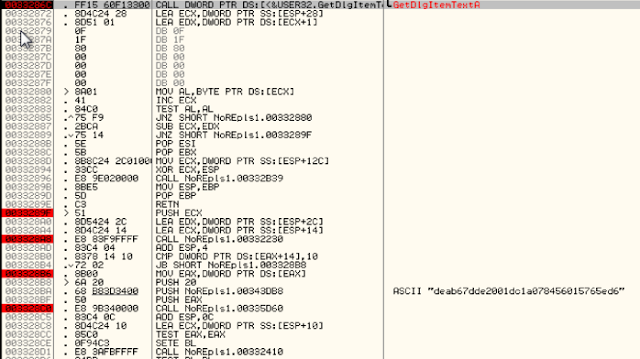 0033286C . FF15 60F13300 CALL DWORD PTR DS:[<&USER32.GetDlgItemTe GetDlgItemTextA
00332872 . 8D4C24 28 LEA ECX,DWORD PTR SS:[ESP+28]
00332876 . 8D51 01 LEA EDX,DWORD PTR DS:[ECX+1]
00332879 0F DB 0F
0033287A 1F DB 1F
0033287B 80 DB 80
0033287C 00 DB 00
0033287D 00 DB 00
0033287E 00 DB 00
0033287F 00 DB 00
00332880 > 8A01 MOV AL,BYTE PTR DS:[ECX]
00332882 . 41 INC ECX
00332883 . 84C0 TEST AL,AL
00332885 .^75 F9 JNZ SHORT NoREpls1.00332880
00332887 . 2BCA SUB ECX,EDX
00332889 .v75 14 JNZ SHORT NoREpls1.0033289F
0033288B . 5E POP ESI
0033288C . 5B POP EBX
0033288D . 8B8C24 2C0100 MOV ECX,DWORD PTR SS:[ESP+12C]
00332894 . 33CC XOR ECX,ESP
00332896 . E8 9E020000 CALL NoREpls1.00332B39
0033289B . 8BE5 MOV ESP,EBP
0033289D . 5D POP EBP
0033289E . C3 RETN
0033289F > 51 PUSH ECX
003328A0 . 8D5424 2C LEA EDX,DWORD PTR SS:[ESP+2C]
003328A4 . 8D4C24 14 LEA ECX,DWORD PTR SS:[ESP+14]
003328A8 . E8 83F9FFFF CALL NoREpls1.00332230
003328AD . 83C4 04 ADD ESP,4
003328B0 . 8378 14 10 CMP DWORD PTR DS:[EAX+14],10
003328B4 .v72 02 JB SHORT NoREpls1.003328B8
003328B6 . 8B00 MOV EAX,DWORD PTR DS:[EAX]
003328B8 > 6A 20 PUSH 20
003328BA . 68 B83D3400 PUSH NoREpls1.00343DB8 ASCII "deab67dde2001dc1a078456015765ed6"
003328BF . 50 PUSH EAX
003328C0 . E8 9B340000 CALL NoREpls1.00335D60
003328C5 . 83C4 0C ADD ESP,0C
003328C8 . 8D4C24 10 LEA ECX,DWORD PTR SS:[ESP+10]
003328CC . 85C0 TEST EAX,EAX
003328CE . 0F94C3 SETE BL
003328D1 . E8 3AFBFFFF CALL NoREpls1.00332410